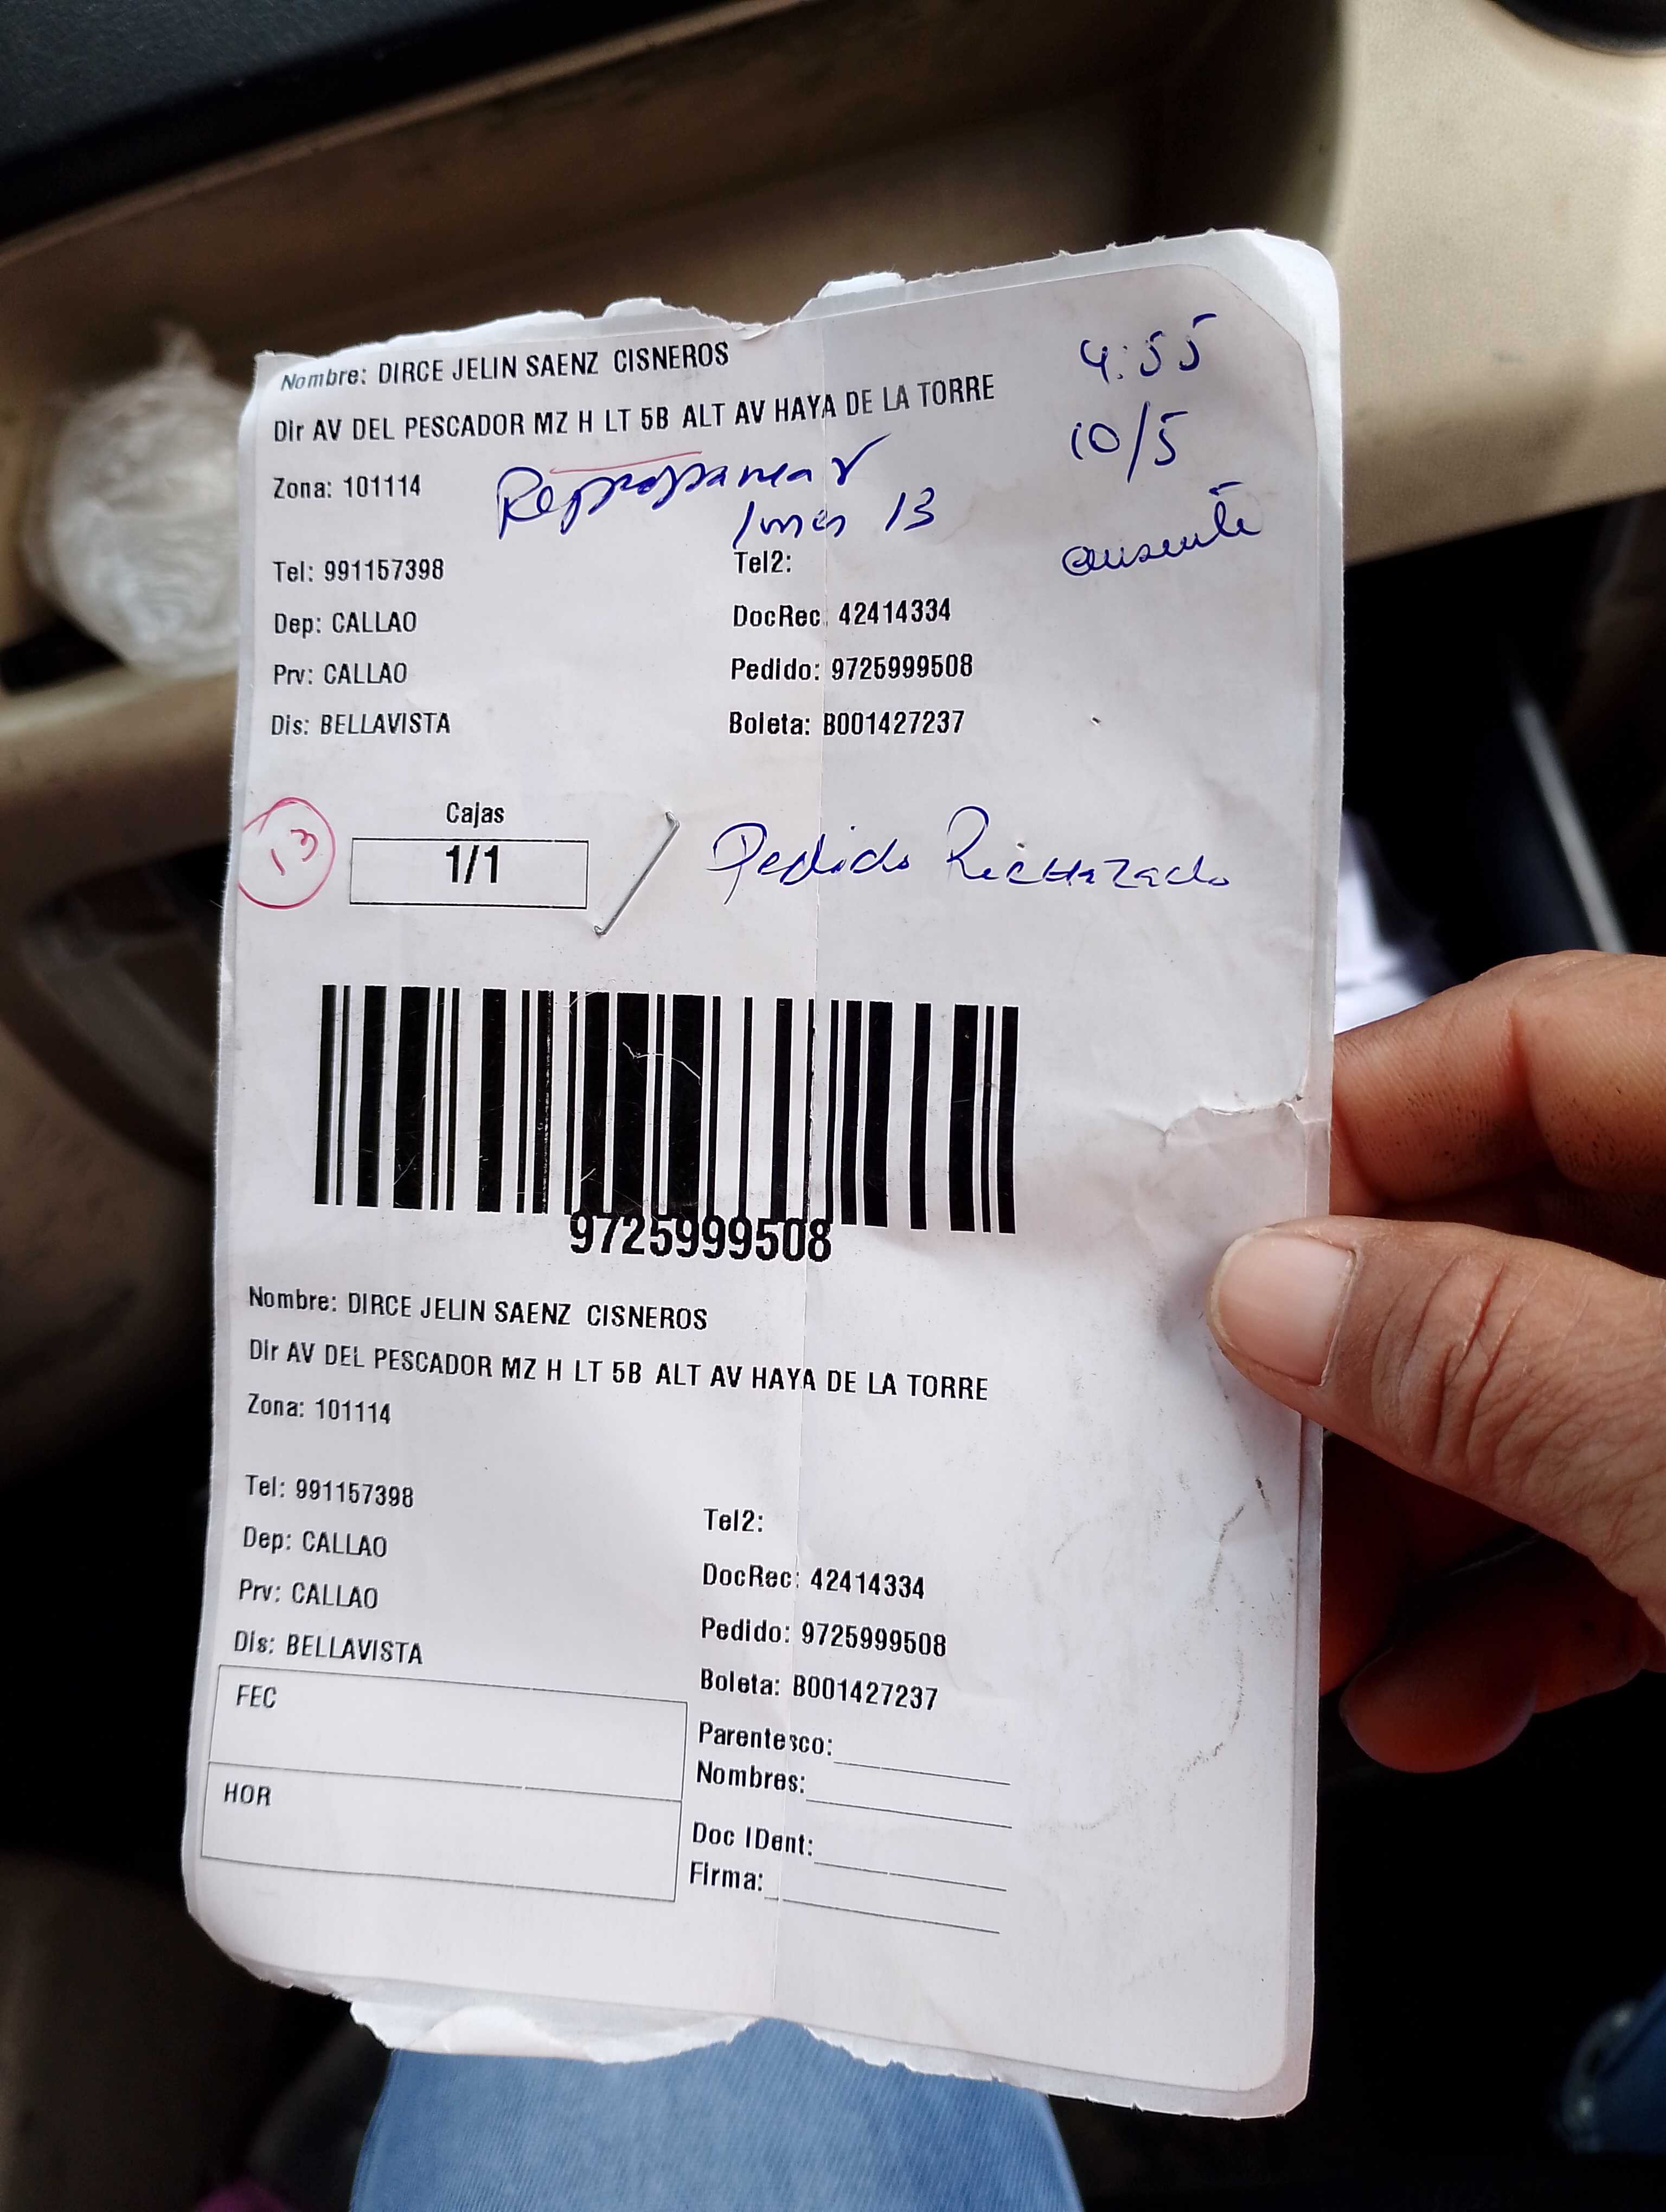 Nombre: DIRCE JELIN SAENZ CISNEROS
4:55
Dir AV DEL PESCADOR MZ H LT 5B ALT AV HAYA DE LA TORRE
10/5
Zona: 101114
lunes 13
ausente
Tel: 991157398
Tel2:
Dep: CALLAO
DocRec: 42414334
Prv: CALLAO
Pedido: 9725999508
Dis: BELLAVISTA
Boleta: B001427237
13
Cajas
1/1
Pedido Rechazado
9725999508
Nombre: DIRCE JELIN SAENZ CISNEROS
Dir AV DEL PESCADOR MZ H LT 5B ALT AV HAYA DE LA TORRE
Zona: 101114
Tel: 991157398
Tel2:
Dep: CALLAO
DocRec: 42414334
Prv: CALLAO
Pedido: 9725999508
Dis: BELLAVISTA
Boleta: B001427237
FEC
Parentesco:
Nombres:
HOR
Doc IDent:
Firma: